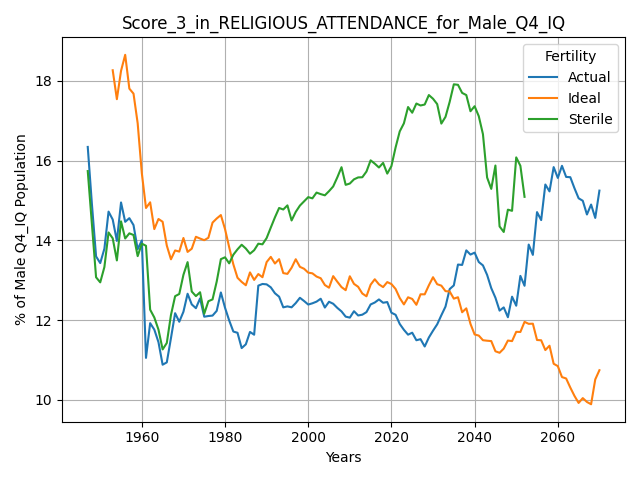 Score_3_in_RELIGIOUS_ATTENDANCE_for_Male_Q4_IQ
Fertility
Actual
Ideal
Sterile
% of Male Q4_IQ Population
18
16
14
12
10
1960
1980
2000
2020
2040
2060
Years